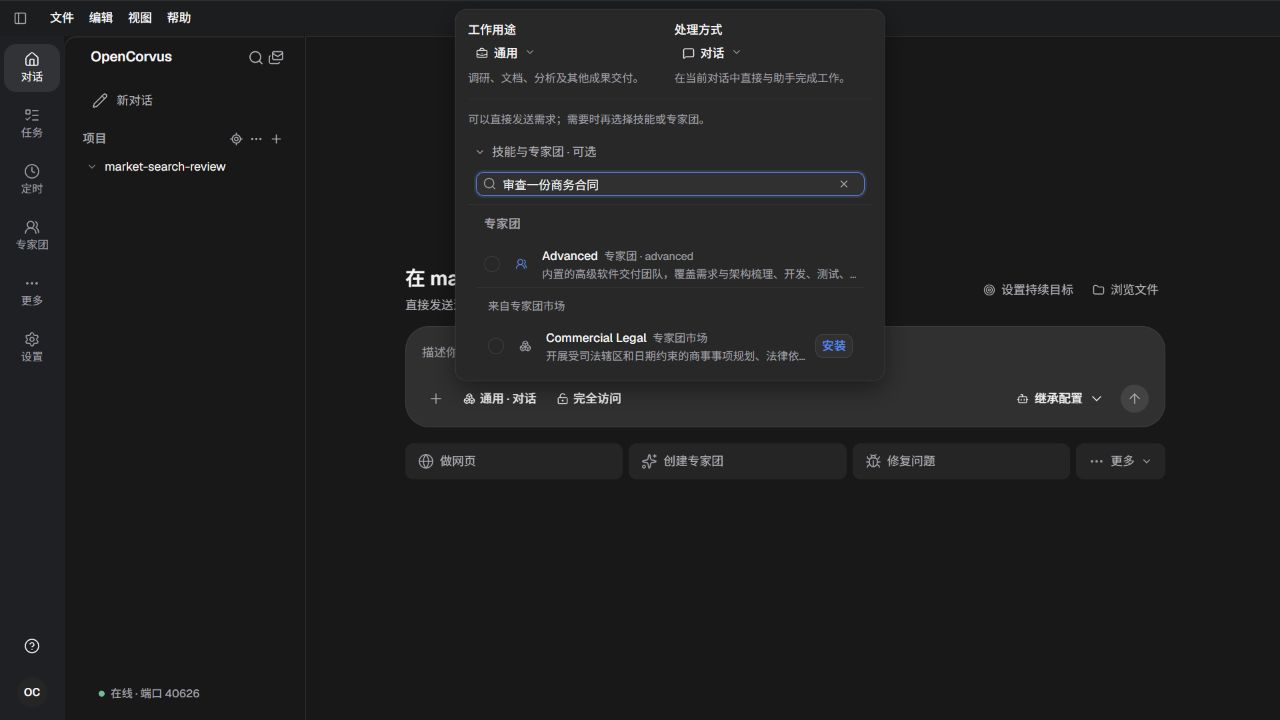 文件 编辑 视图 帮助
对话
任务
定时
专家团
更多
设置
OC
OpenCorvus
新对话
项目
market-search-review
在线 · 端口 40626
工作用途
通用
调研、文档、分析及其他成果交付。
处理方式
对话
在当前对话中直接与助手完成工作。
可以直接发送需求；需要时再选择技能或专家团。
技能与专家团 · 可选
审查一份商务合同
专家团
Advanced 专家团 · advanced
内置的高级软件交付团队，覆盖需求与架构梳理、开发、测试、…
来自专家团市场
Commercial Legal 专家团市场
开展受司法辖区和日期约束的商事事项规划、法律依…
安装
在 ma
直接发送
设置持续目标
浏览文件
描述你
通用 · 对话
完全访问
继承配置
做网页
创建专家团
修复问题
更多